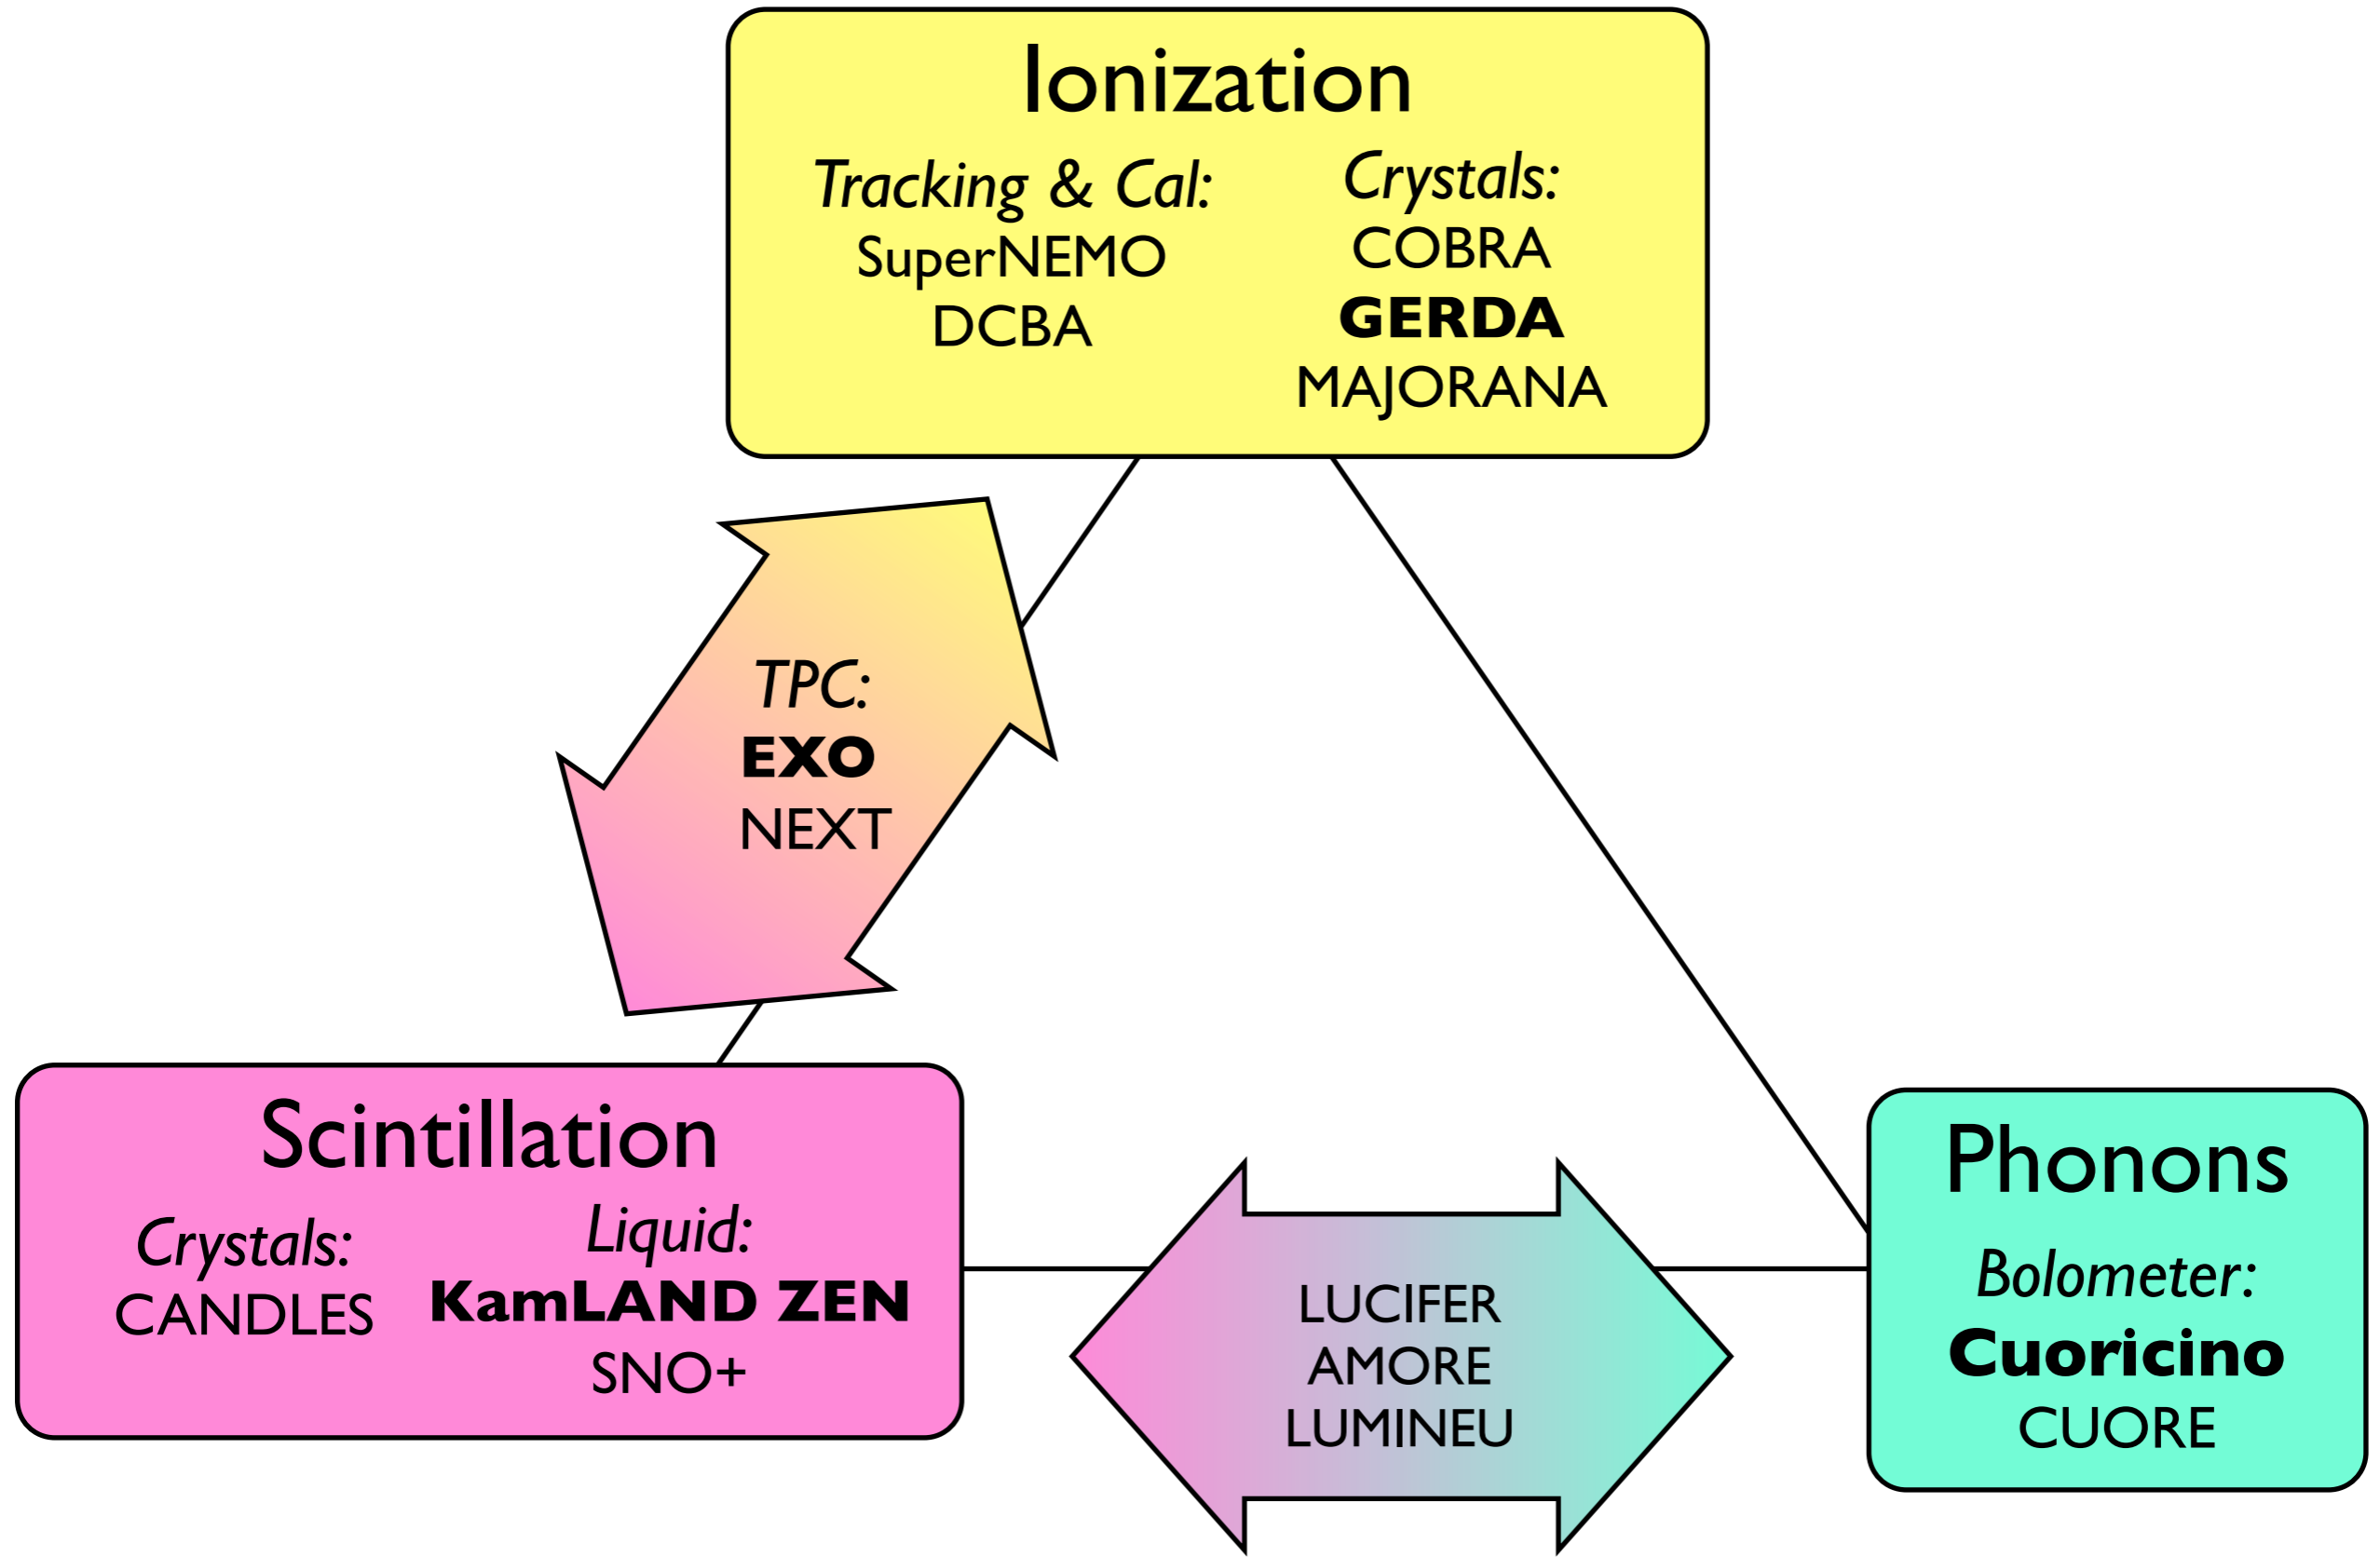 Ionization
Tracking & Cal:
SuperNEMO
DCBA
Crystals:
COBRA
GERDA
MAJORANA
TPC:
EXO
NEXT
Scintillation
Crystals:
CANDLES
Liquid:
KamLAND ZEN
SNO+
LUCIFER
AMORE
LUMINEU
Phonons
Bolometer:
Cuoricino
CUORE